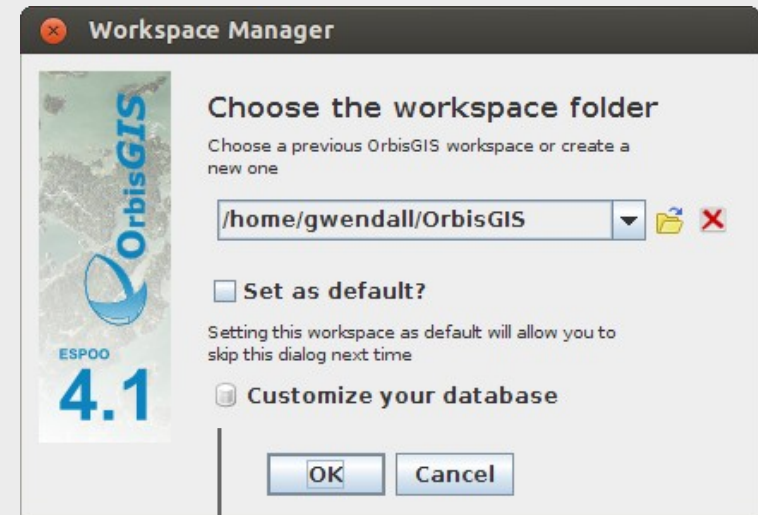 Workspace Manager
OrbisGIS
ESPOO
4.1
Choose the workspace folder
Choose a previous OrbisGIS workspace or create a
new one
/home/gwendall/OrbisGIS
Set as default?
Setting this workspace as default will allow you to
skip this dialog next time
Customize your database
OK
Cancel